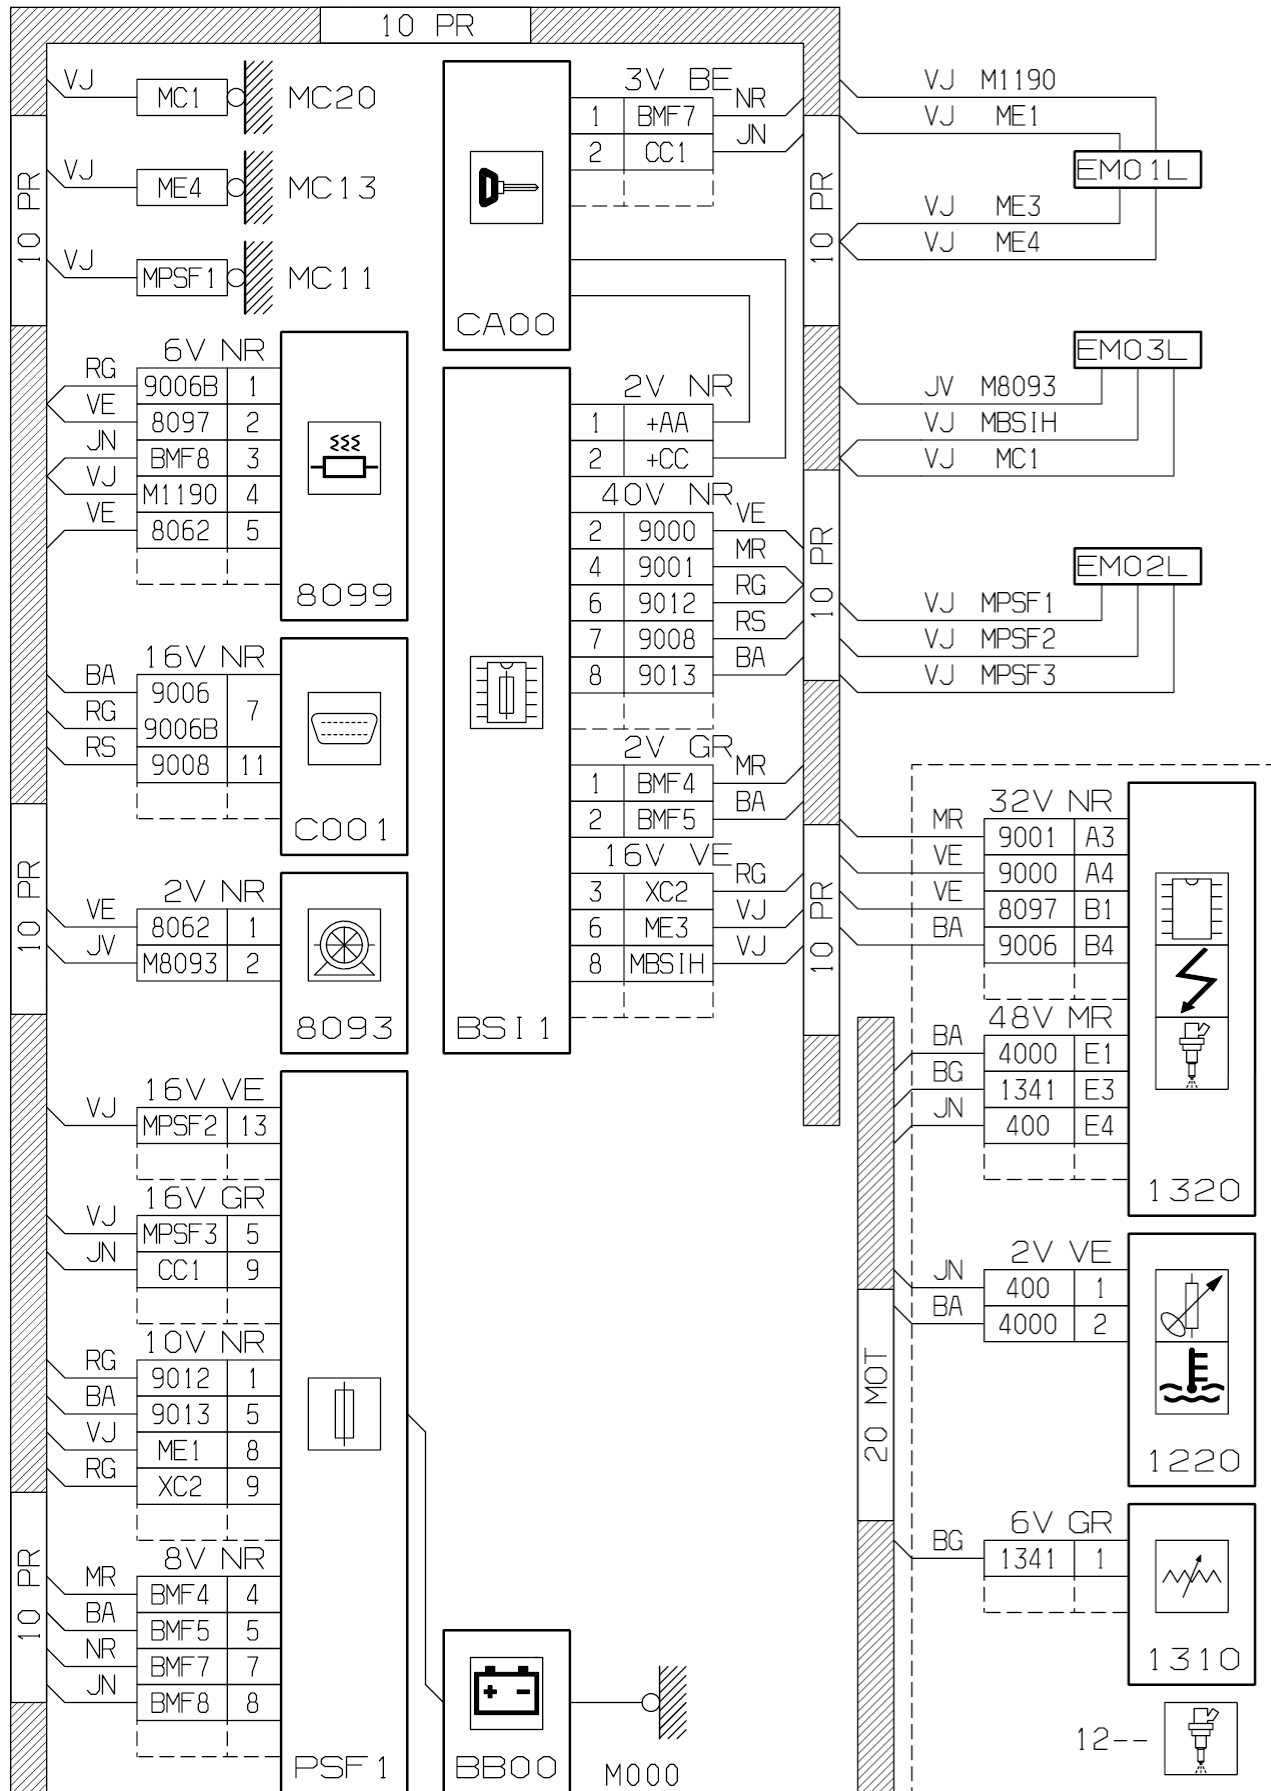 10 PR
VJ MC1 MC20
VJ ME4 MC13
VJ MPSF1 MC11
10 PR
6V NR
RG 9006B 1
VE 8097 2
JN BMF8 3
VJ M1190 4
VE 8062 5
8099
16V NR
BA 9006
7
RG 9006B
RS 9008 11
C001
10 PR
2V NR
VE 8062 1
JV M8093 2
8093
16V VE
VJ MPSF2 13
16V GR
VJ MPSF3 5
JN CC1 9
10V NR
RG 9012 1
BA 9013 5
VJ ME1 8
RG XC2 9
10 PR
8V NR
MR BMF4 4
BA BMF5 5
NR BMF7 7
JN BMF8 8
PSF1
CA00
3V BE
1 BMF7 NR
2 CC1 JN
2V NR
1 +AA
2 +CC
40V NR
2 9000 VE
4 9001 MR
6 9012 RG
7 9008 RS
8 9013 BA
2V GR
1 BMF4 MR
2 BMF5 BA
16V VE
3 XC2 RG
6 ME3 VJ
8 MBSIH VJ
BSI1
+ -
BB00
M000
10 PR
10 PR
10 PR
VJ M1190
VJ ME1
EM01L
VJ ME3
VJ ME4
EM03L
JV M8093
VJ MBSIH
VJ MC1
EM02L
VJ MPSF1
VJ MPSF2
VJ MPSF3
32V NR
MR 9001 A3
VE 9000 A4
VE 8097 B1
BA 9006 B4
48V MR
BA 4000 E1
BG 1341 E3
JN 400 E4
1320
2V VE
JN 400 1
BA 4000 2
1220
20 MOT
6V GR
BG 1341 1
1310
12--